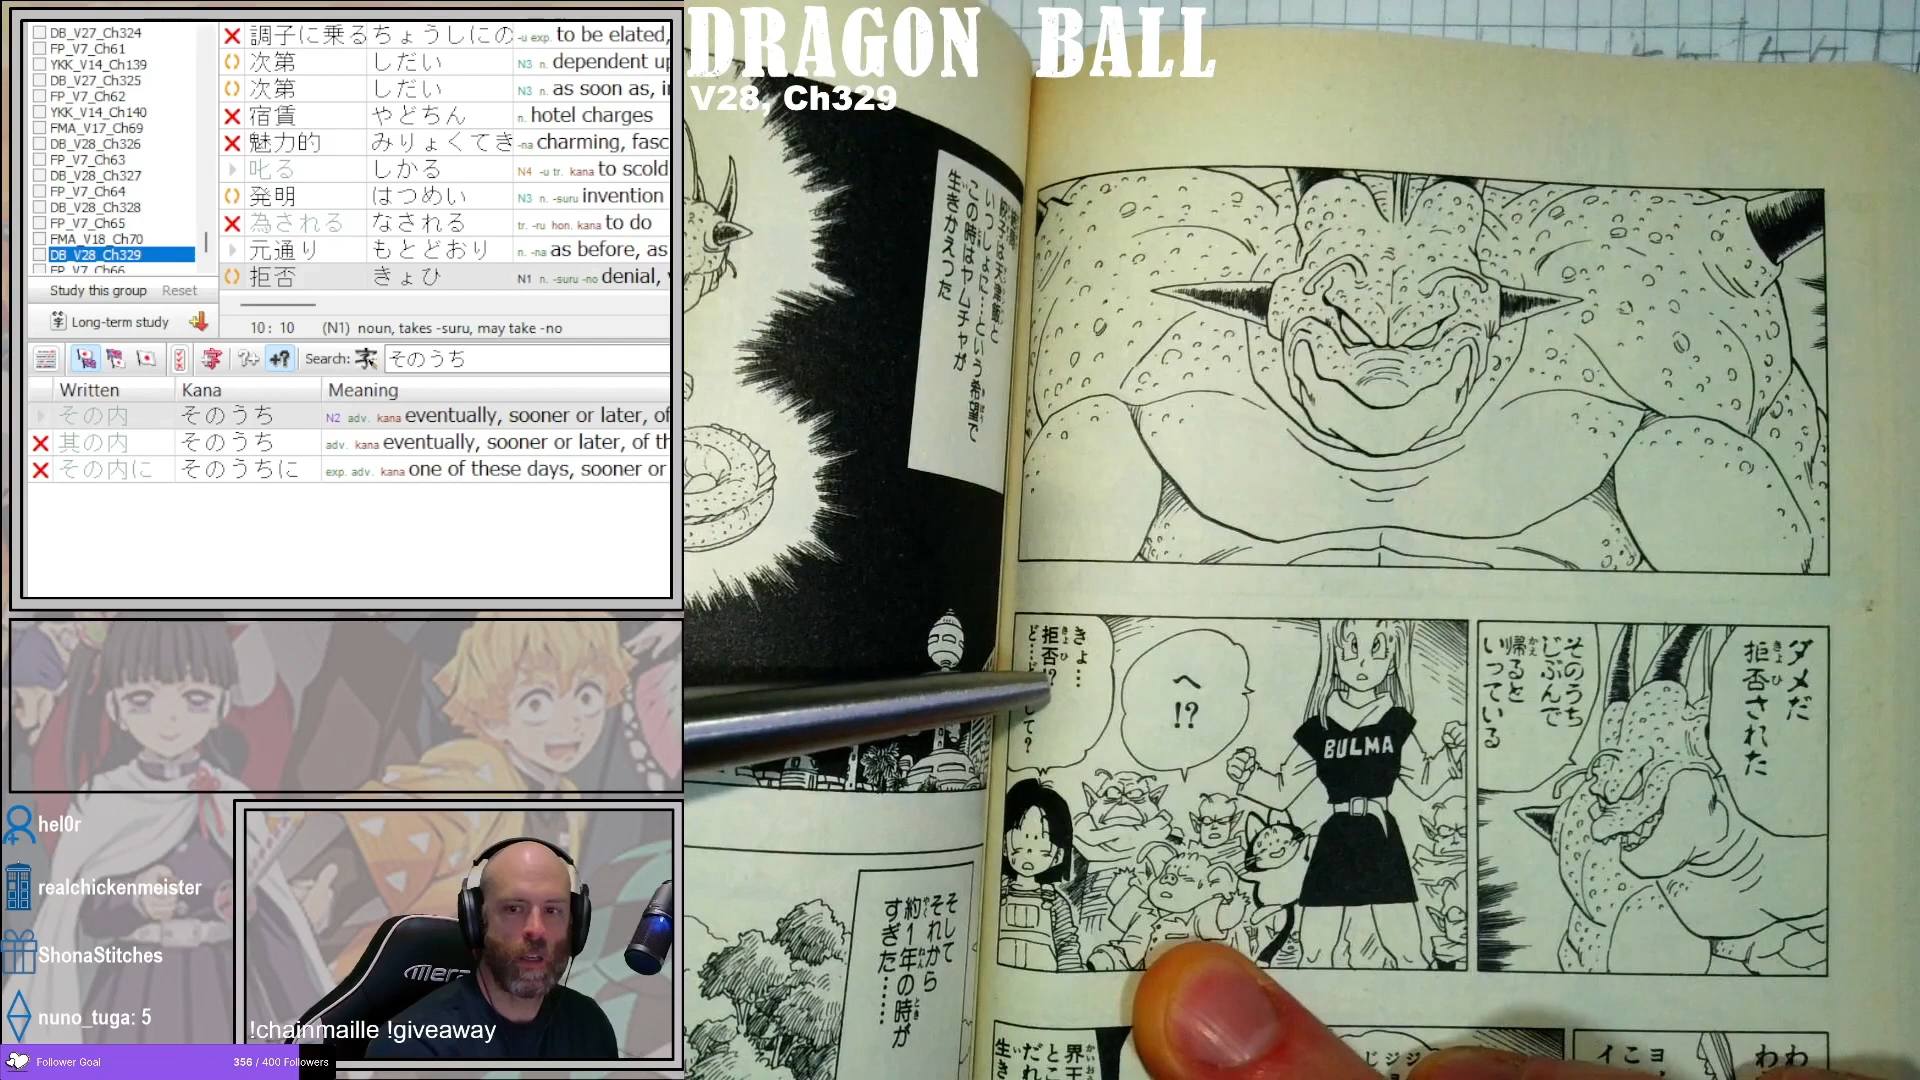 DB_V27_Ch324
FP_V7_Ch61
YKK_V14_Ch139
DB_V27_Ch325
FP_V7_Ch62
YKK_V14_Ch140
FMA_V17_Ch69
DB_V28_Ch326
FP_V7_Ch63
DB_V28_Ch327
FP_V7_Ch64
DB_V28_Ch328
FP_V7_Ch65
FMA_V18_Ch70
DB_V28_Ch329
FP_V7_Ch66
Study this group Reset
Long-term study
調子に乗る ちょうしにの -u exp. to be elated,
次第 しだい N3 n. dependent up
次第 しだい N3 n. as soon as, i
宿賃 やどちん n. hotel charges
魅力的 みりょくてき -na charming, fasc
叱る しかる N4 -u tr. kana to scold
発明 はつめい N3 n. -suru invention
為される なされる tr. -ru hon. kana to do
元通り もとどおり n. -na as before, as
拒否 きょひ N1 n. -suru -no denial,
10: 10 (N1) noun, takes -suru, may take -no
Search: そのうち
Written Kana Meaning
その内 そのうち N2 adv. kana eventually, sooner or later, of
其の内 そのうち adv. kana eventually, sooner or later, of th
その内に そのうちに exp. adv. kana one of these days, sooner or
hel0r
realchickenmeister
ShonaStitches
nuno_tuga: 5
Follower Goal 356 / 400 Followers
!chainmaille !giveaway
DRAGON BALL
V28, Ch329
いっしょに…という希望で
この時はヤムチャが
生きかえった
ダメだ
拒否された
そのうち
じぶんで
帰ると
いっている
へ!?
BULMA
きょ…
拒否!?
そして
それから
約1年の時が
すぎた……